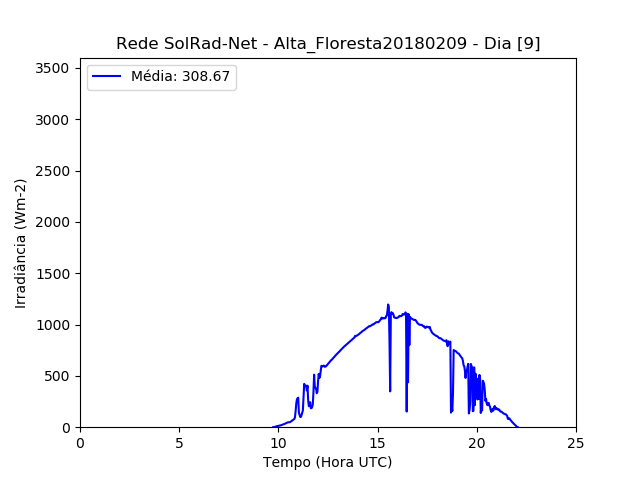 Rede SolRad-Net - Alta_Floresta20180209 - Dia [9]
Média: 308.67
Irradiância (Wm-2)
3500
3000
2500
2000
1500
1000
500
0
0 5 10 15 20 25
Tempo (Hora UTC)